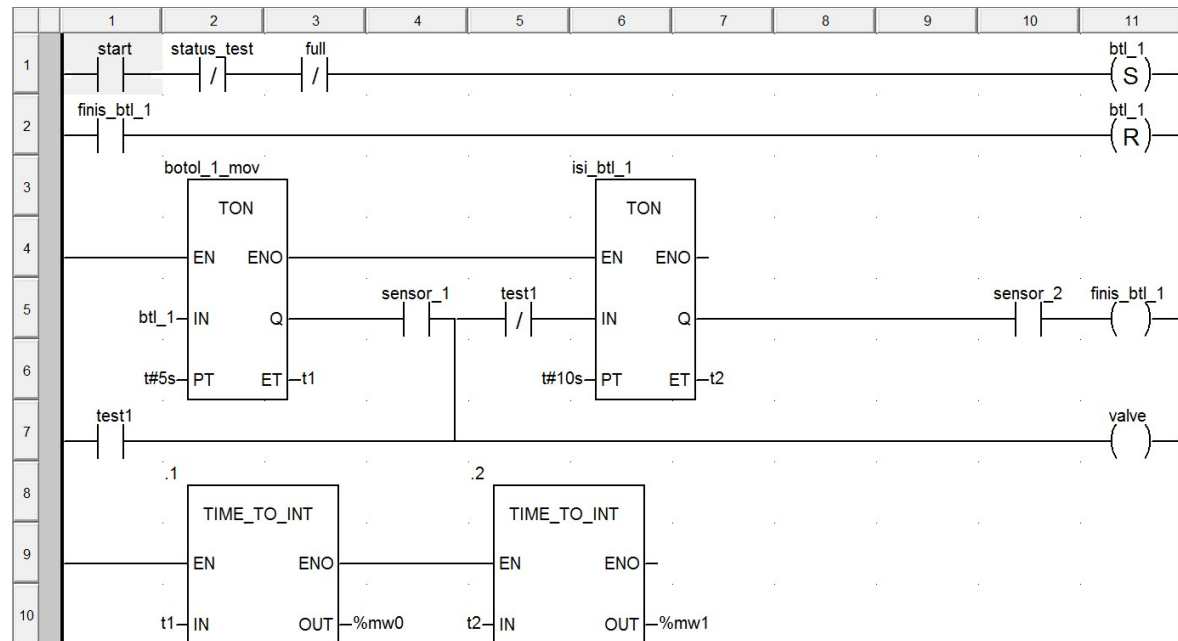 1 2 3 4 5 6 7 8 9 10 11
start status_test full btl_1
1 / / S
finis_btl_1 btl_1
2 R
botol_1_mov isi_btl_1
3 TON TON
4 EN ENO EN ENO
sensor_1 test1 sensor_2 finis_btl_1
5 btl_1 IN Q / IN Q
6 t#5s PT ET t1 t#10s PT ET t2
test1 valve
7
.1 .2
8 TIME_TO_INT TIME_TO_INT
9 EN ENO EN ENO
10 t1 IN OUT %mw0 t2 IN OUT %mw1